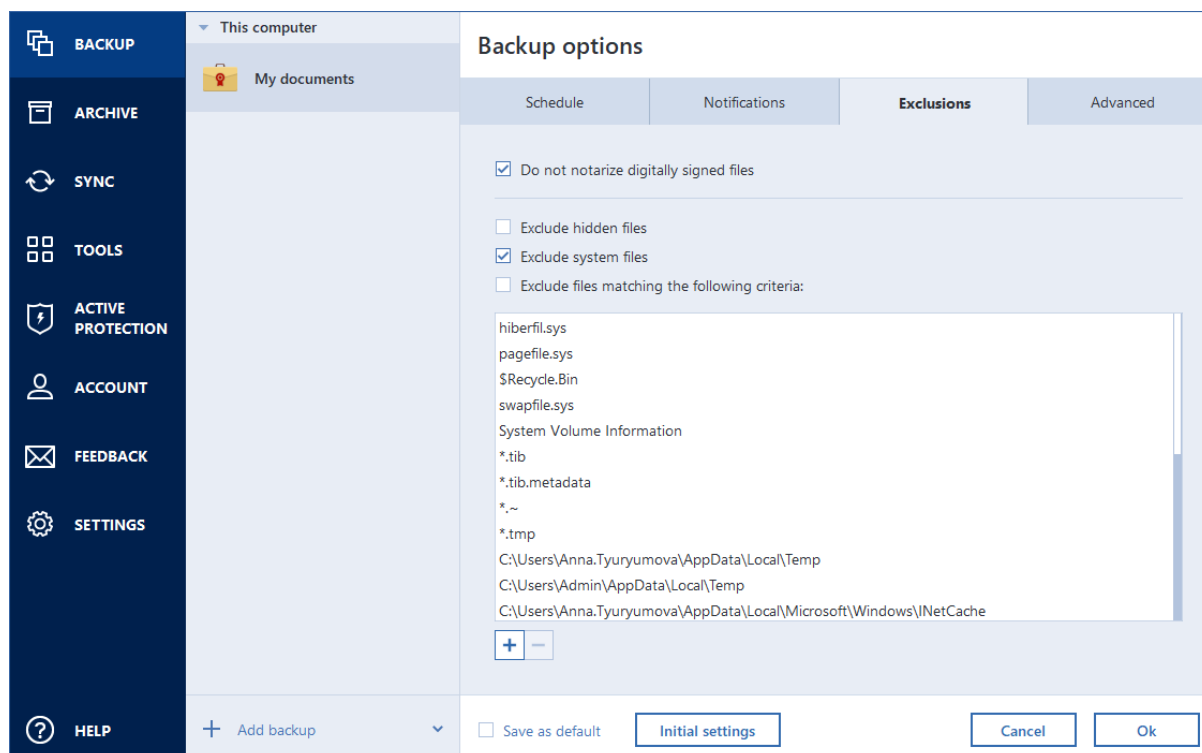 BACKUP
ARCHIVE
SYNC
TOOLS
ACTIVE
PROTECTION
ACCOUNT
FEEDBACK
SETTINGS
HELP
This computer
My documents
Add backup
Backup options
Schedule
Notifications
Exclusions
Advanced
Do not notarize digitally signed files
Exclude hidden files
Exclude system files
Exclude files matching the following criteria:
hiberfil.sys
pagefile.sys
$Recycle.Bin
swapfile.sys
System Volume Information
*.tib
*.tib.metadata
*.~
*.tmp
C:\Users\Anna.Tyuryumova\AppData\Local\Temp
C:\Users\Admin\AppData\Local\Temp
C:\Users\Anna.Tyuryumova\AppData\Local\Microsoft\Windows\INetCache
Save as default
Initial settings
Cancel
Ok